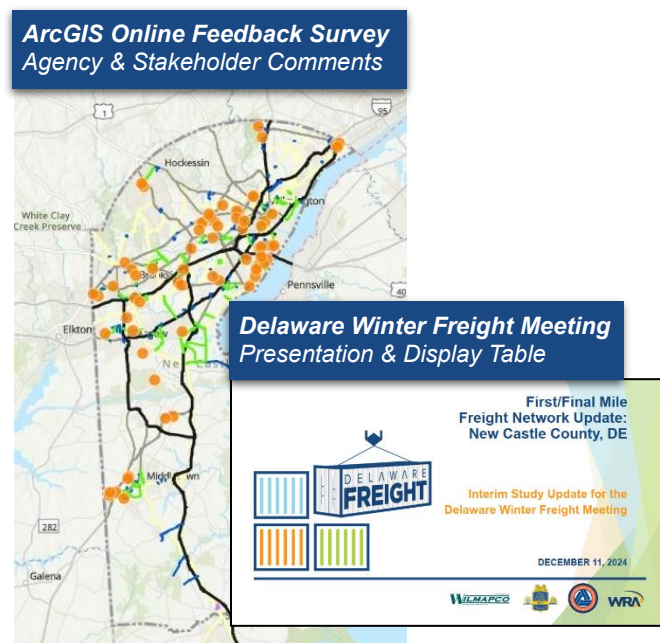 ArcGIS Online Feedback Survey
Agency & Stakeholder Comments
1
95
Hockessin
White Clay
Creek Preserve
Pennsville
40
Elkton
Delaware Winter Freight Meeting
Presentation & Display Table
First/Final Mile
Freight Network Update:
New Castle County, DE
DELAWARE
FREIGHT
Interim Study Update for the
Delaware Winter Freight Meeting
282
Galena
DECEMBER 11, 2024
WILMAPCO
WRA